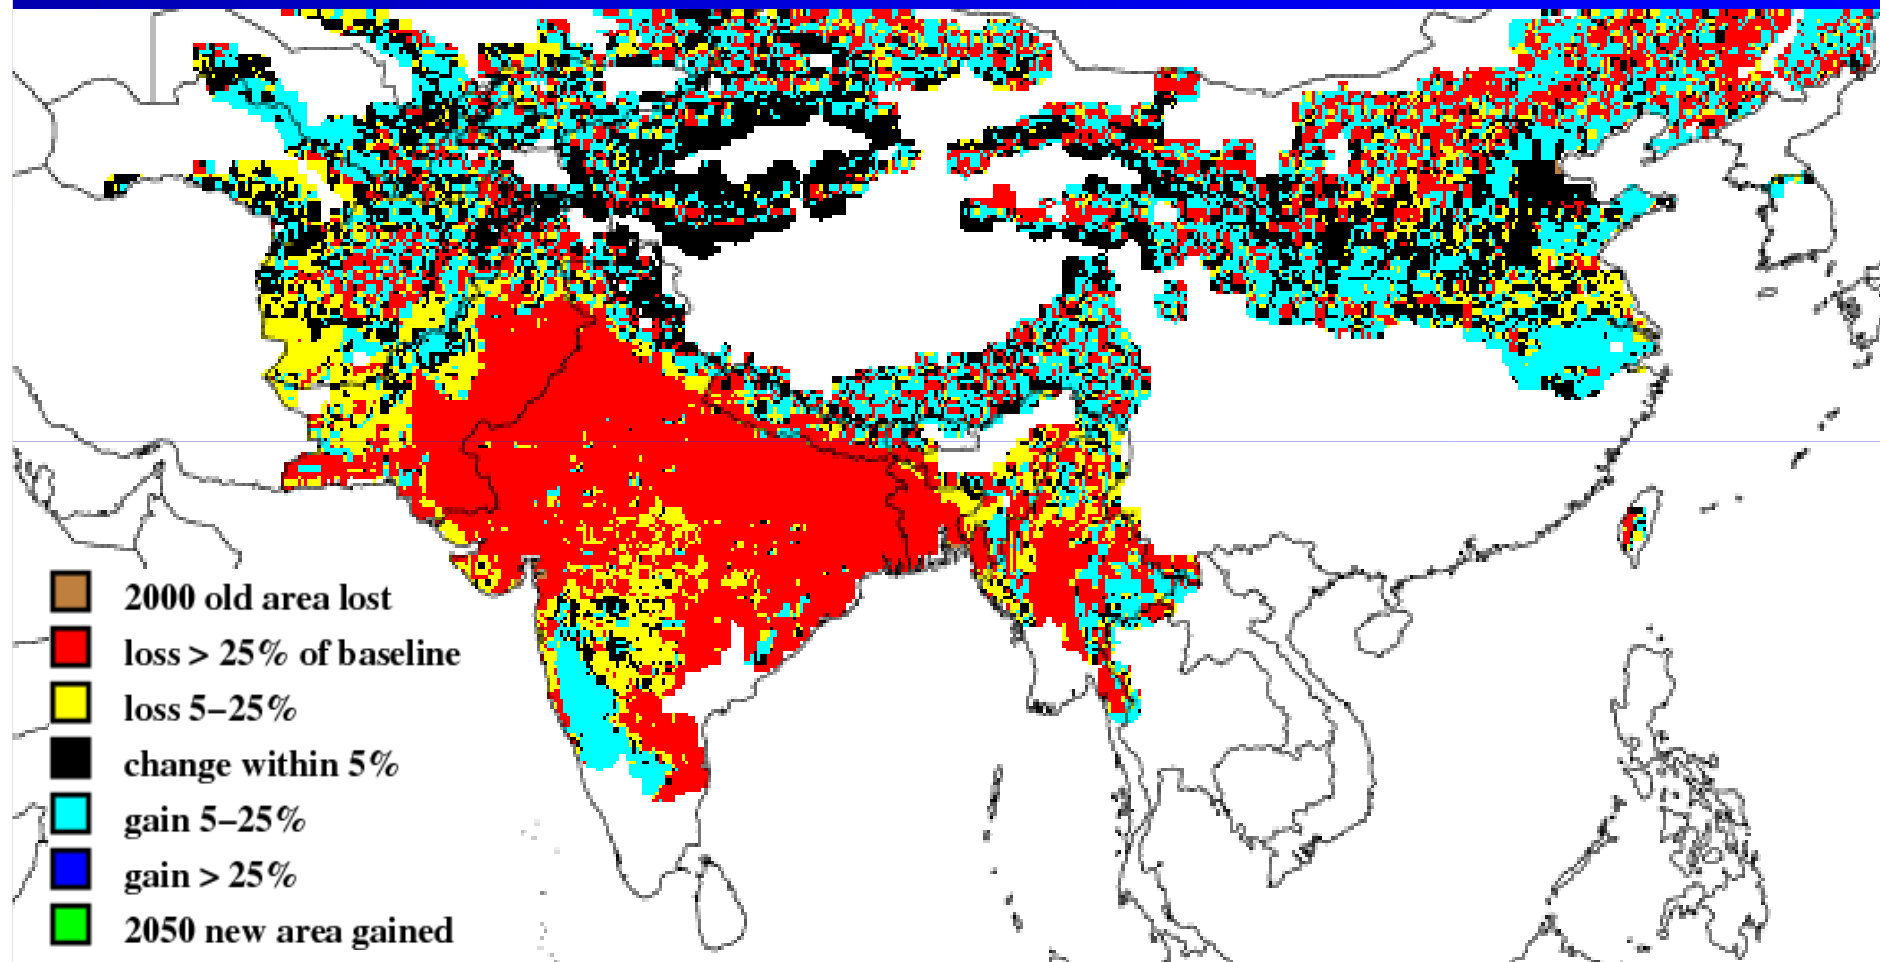 2000 old area lost
loss > 25% of baseline
loss 5–25%
change within 5%
gain 5–25%
gain > 25%
2050 new area gained